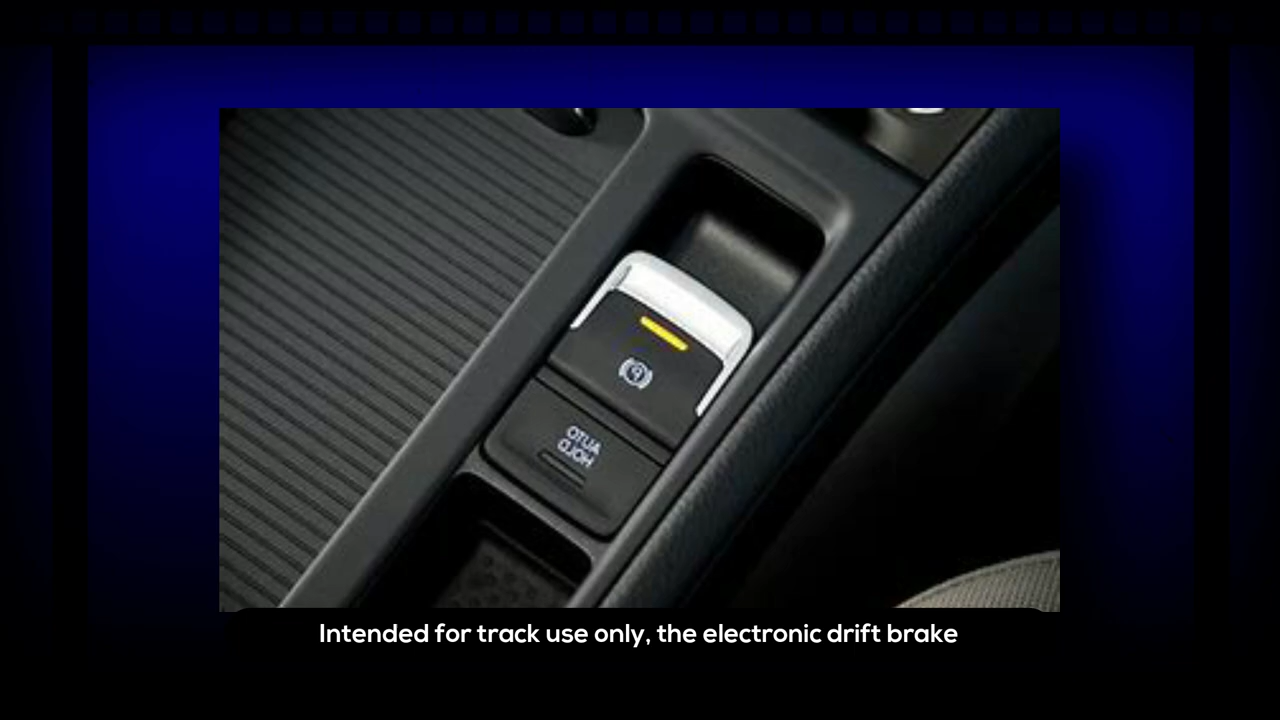 P
AUTO
HOLD
Intended for track use only, the electronic drift brake